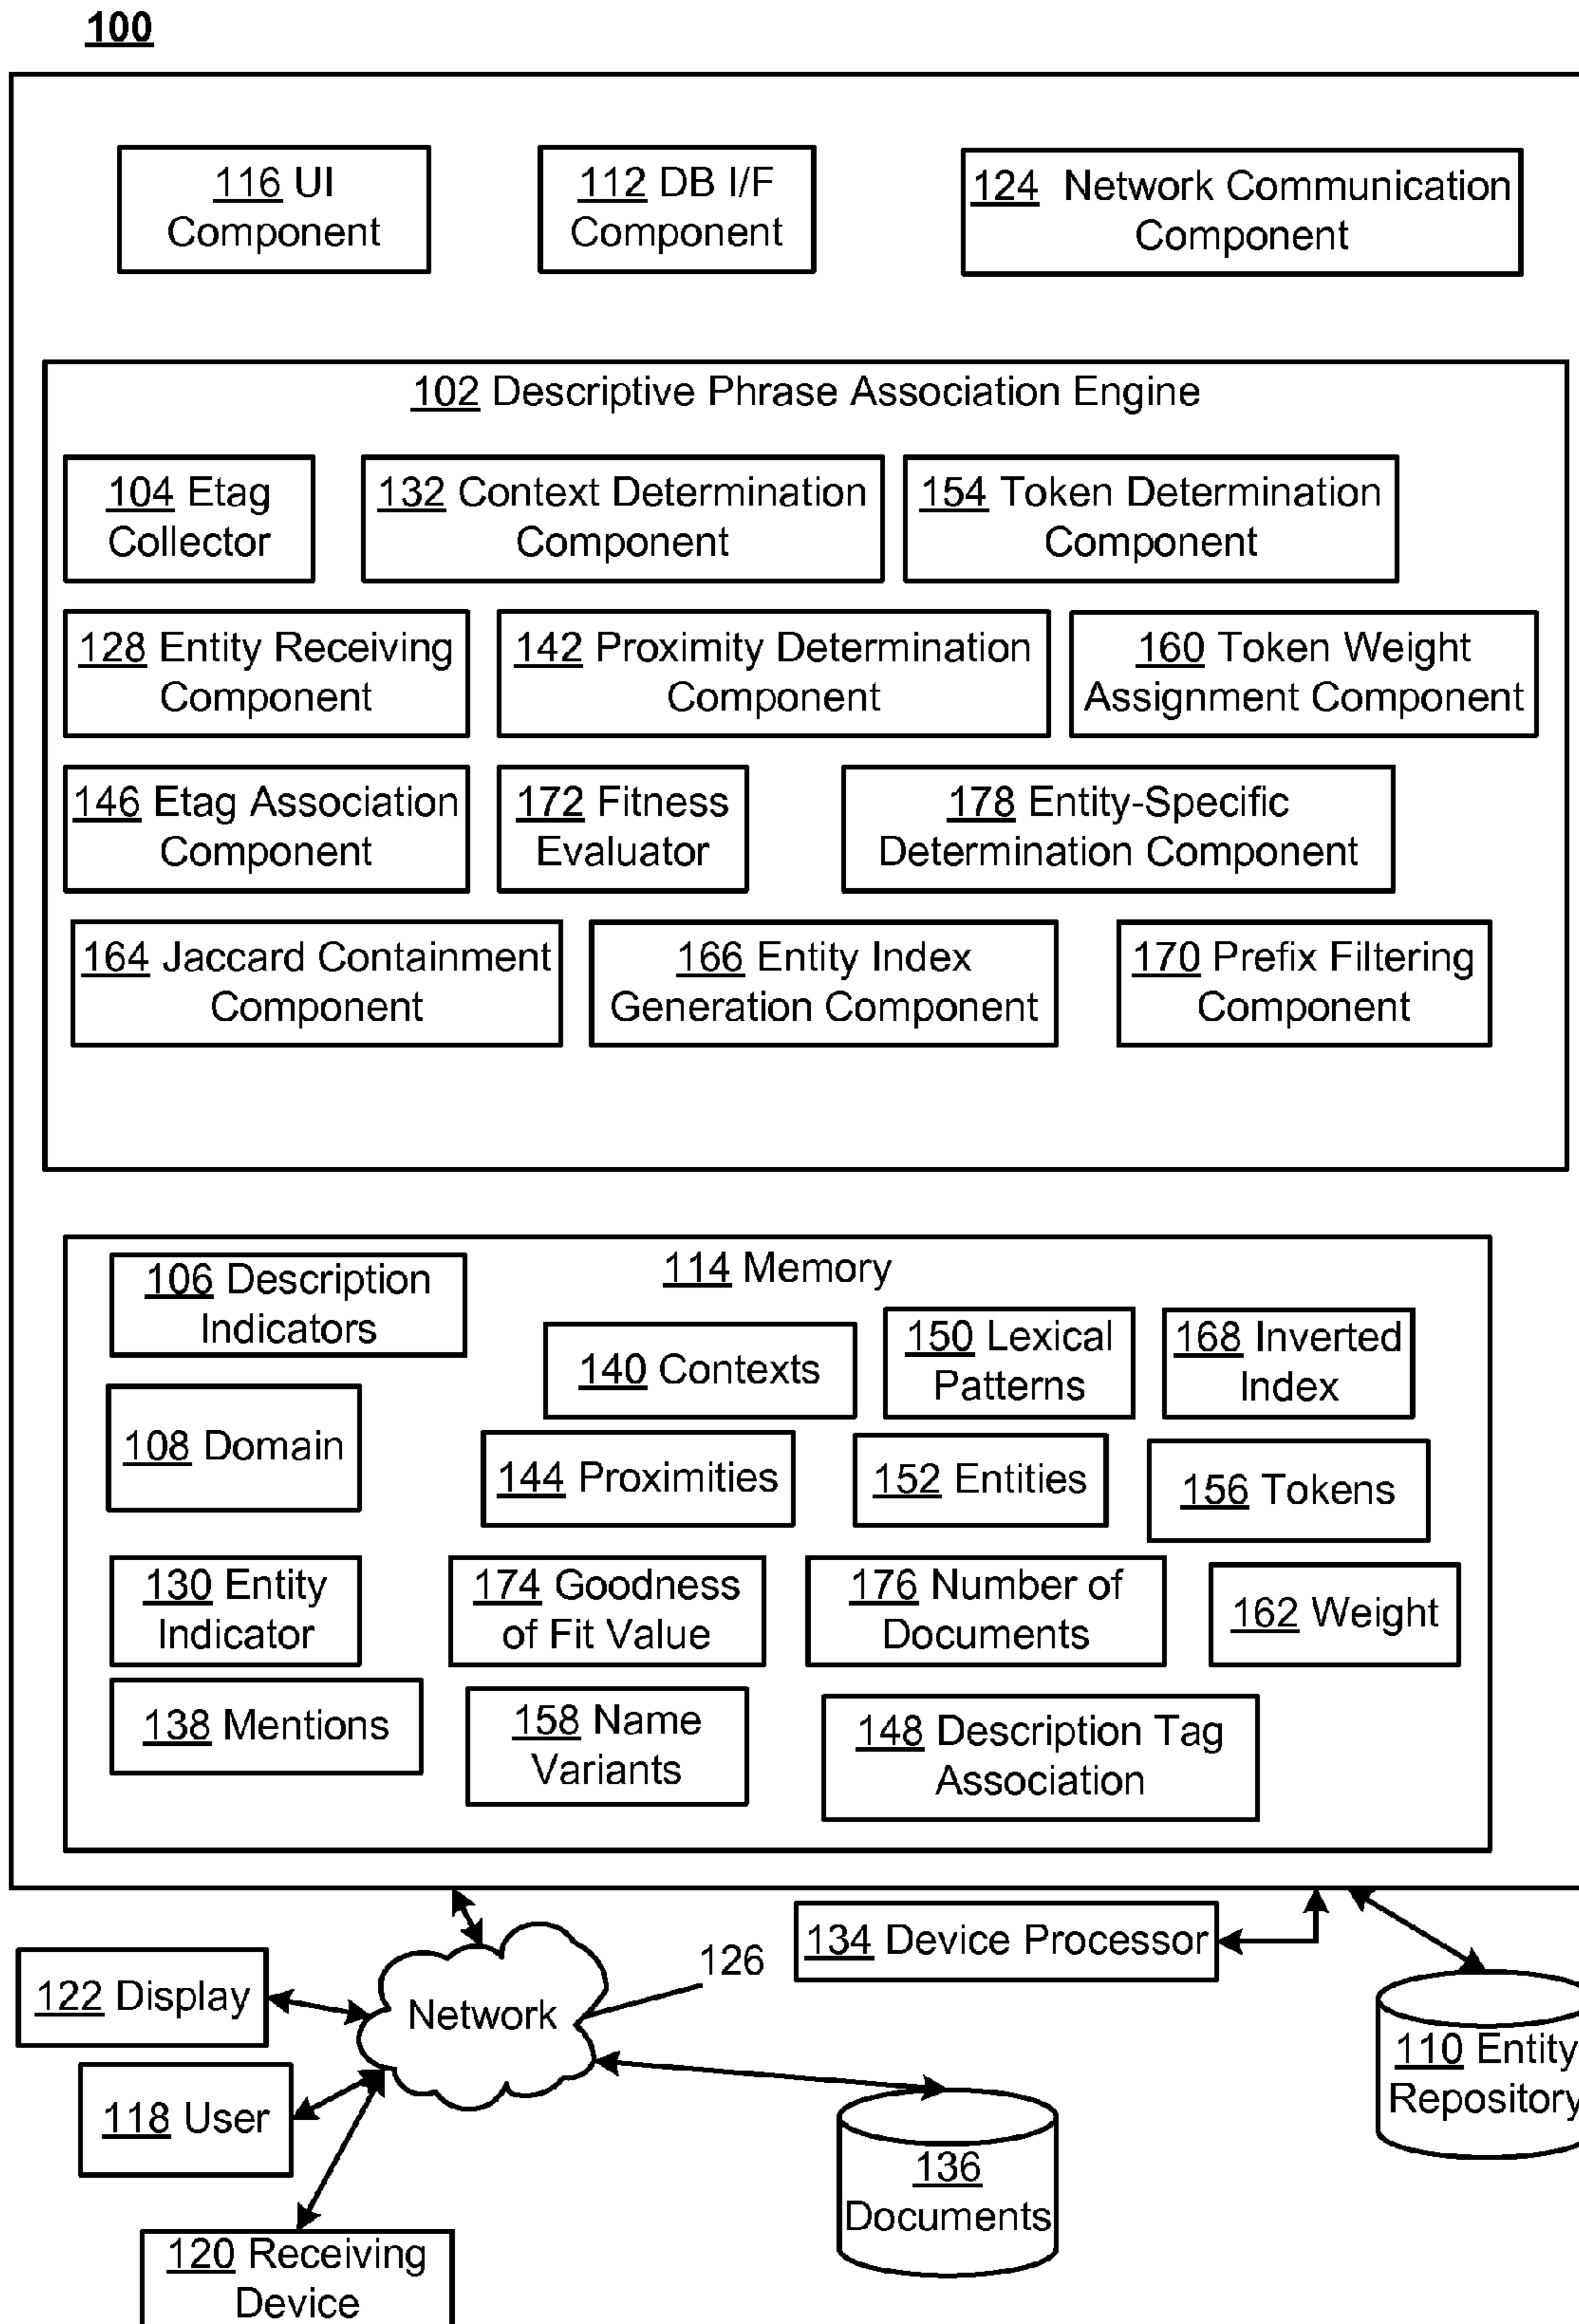 100
116 UI
Component
112 DB I/F
Component
124 Network Communication
Component
102 Descriptive Phrase Association Engine
104 Etag
Collector
132 Context Determination
Component
154 Token Determination
Component
128 Entity Receiving
Component
142 Proximity Determination
Component
160 Token Weight
Assignment Component
146 Etag Association
Component
172 Fitness
Evaluator
178 Entity-Specific
Determination Component
164 Jaccard Containment
Component
166 Entity Index
Generation Component
170 Prefix Filtering
Component
114 Memory
106 Description
Indicators
140 Contexts
150 Lexical
Patterns
168 Inverted
Index
108 Domain
144 Proximities
152 Entities
156 Tokens
130 Entity
Indicator
174 Goodness
of Fit Value
176 Number of
Documents
162 Weight
138 Mentions
158 Name
Variants
148 Description Tag
Association
134 Device Processor
126
122 Display
Network
110 Entity
Repository
118 User
136
Documents
120 Receiving
Device